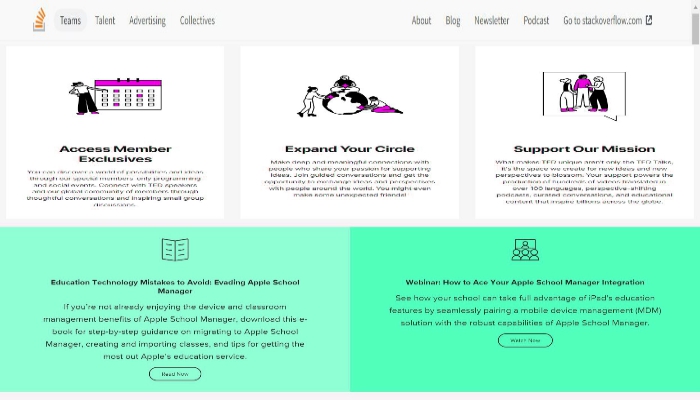 Teams Talent Advertising Collectives About Blog Newsletter Podcast Go to stackoverflow.com
Access Member
Exclusives
You can discover a world of possibilities and ideas
through our special members-only programming
and social events. Connect with TED speakers
and our global community of members through
thoughtful conversations and inspiring small group
discussions.
Expand Your Circle
Make deep and meaningful connections with
people who share your passion for supporting
ideas. Join guided conversations and get the
opportunity to exchange ideas and perspectives
with people around the world. You might even
make some unexpected friends!
Support Our Mission
What makes TED unique aren't only the TED Talks,
it's the space we create for new ideas and new
perspectives to blossom. Your support powers the
production of hundreds of videos translated in
over 100 languages, perspective-shifting
podcasts, curated conversations, and educational
content that inspire billions across the globe.
Education Technology Mistakes to Avoid: Evading Apple School
Manager
If you're not already enjoying the device and classroom
management benefits of Apple School Manager, download this e-
book for step-by-step guidance on migrating to Apple School
Manager, creating and importing classes, and tips for getting the
most out Apple's education service.
Read Now
Webinar: How to Ace Your Apple School Manager Integration
See how your school can take full advantage of iPad's education
features by seamlessly pairing a mobile device management (MDM)
solution with the robust capabilities of Apple School Manager.
Watch Now